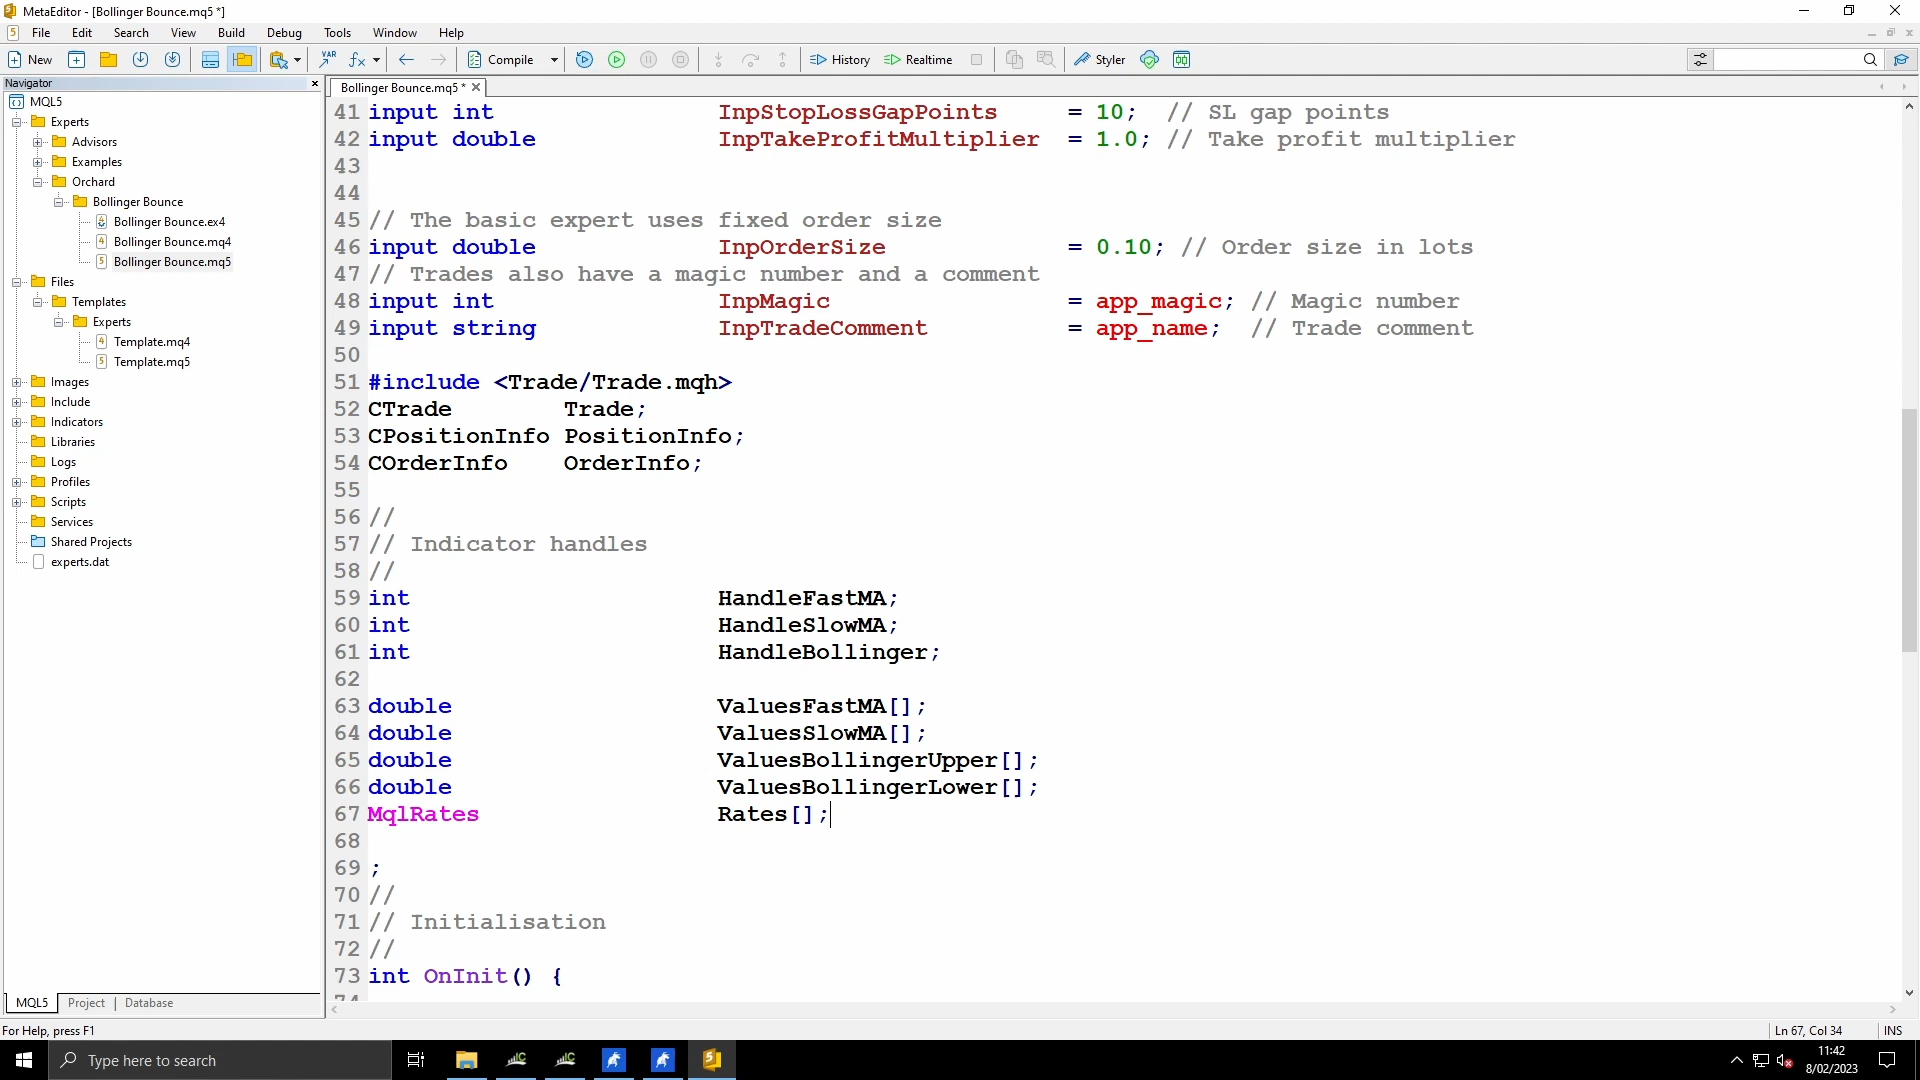 MetaEditor - [Bollinger Bounce.mq5 *]
File Edit Search View Build Debug Tools Window Help
New VAR Compile History Realtime Styler
Navigator
Bollinger Bounce.mq5 *
MQL5
Experts
Advisors
Examples
Orchard
Bollinger Bounce
Bollinger Bounce.ex4
Bollinger Bounce.mq4
Bollinger Bounce.mq5
Files
Templates
Experts
Template.mq4
Template.mq5
Images
Include
Indicators
Libraries
Logs
Profiles
Scripts
Services
Shared Projects
experts.dat
MQL5 Project Database
41 input int InpStopLossGapPoints = 10; // SL gap points
42 input double InpTakeProfitMultiplier = 1.0; // Take profit multiplier
43
44
45 // The basic expert uses fixed order size
46 input double InpOrderSize = 0.10; // Order size in lots
47 // Trades also have a magic number and a comment
48 input int InpMagic = app_magic; // Magic number
49 input string InpTradeComment = app_name; // Trade comment
50
51 #include <Trade/Trade.mqh>
52 CTrade Trade;
53 CPositionInfo PositionInfo;
54 COrderInfo OrderInfo;
55
56 //
57 // Indicator handles
58 //
59 int HandleFastMA;
60 int HandleSlowMA;
61 int HandleBollinger;
62
63 double ValuesFastMA[];
64 double ValuesSlowMA[];
65 double ValuesBollingerUpper[];
66 double ValuesBollingerLower[];
67 MqlRates Rates[];
68
69 ;
70 //
71 // Initialisation
72 //
73 int OnInit() {
74
For Help, press F1
Ln 67, Col 34 INS
Type here to search
11:42
8/02/2023